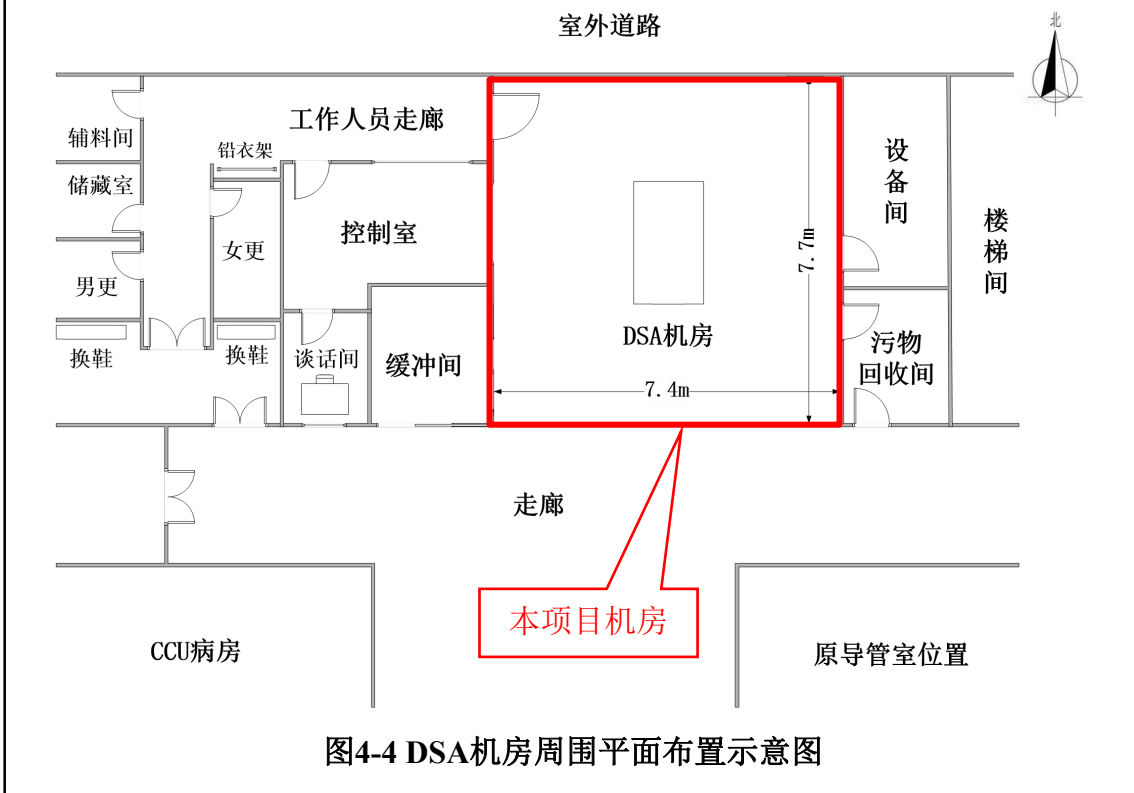 室外道路
北
工作人员走廊
辅料间
铅衣架
设备间
储藏室
控制室
女更
楼梯间
男更
7.7m
DSA机房
换鞋
换鞋
谈话间
缓冲间
污物
回收间
7.4m
走廊
本项目机房
CCU病房
原导管室位置
图4-4 DSA机房周围平面布置示意图